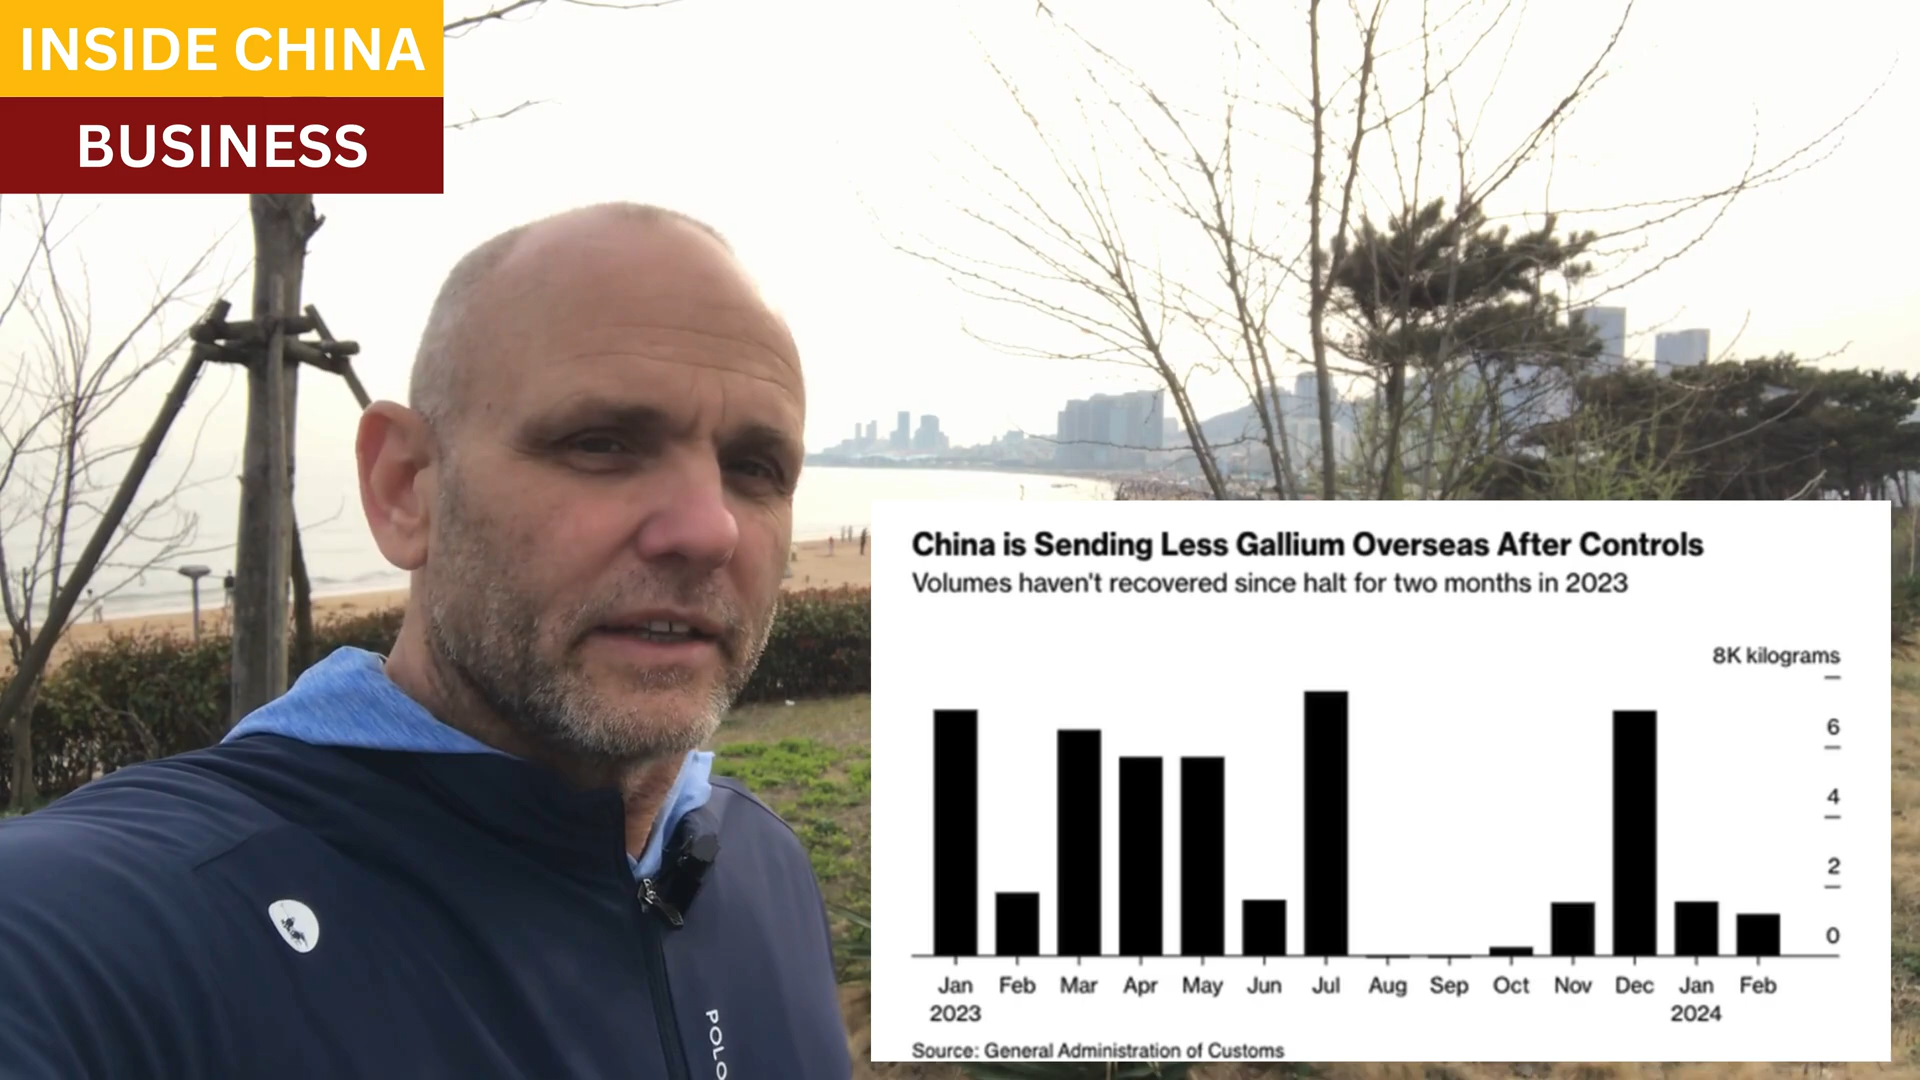 INSIDE CHINA
BUSINESS
China is Sending Less Gallium Overseas After Controls
Volumes haven't recovered since halt for two months in 2023
8K kilograms
6
4
2
0
Jan Feb Mar Apr May Jun Jul Aug Sep Oct Nov Dec Jan Feb
2023 2024
Source: General Administration of Customs
POLO